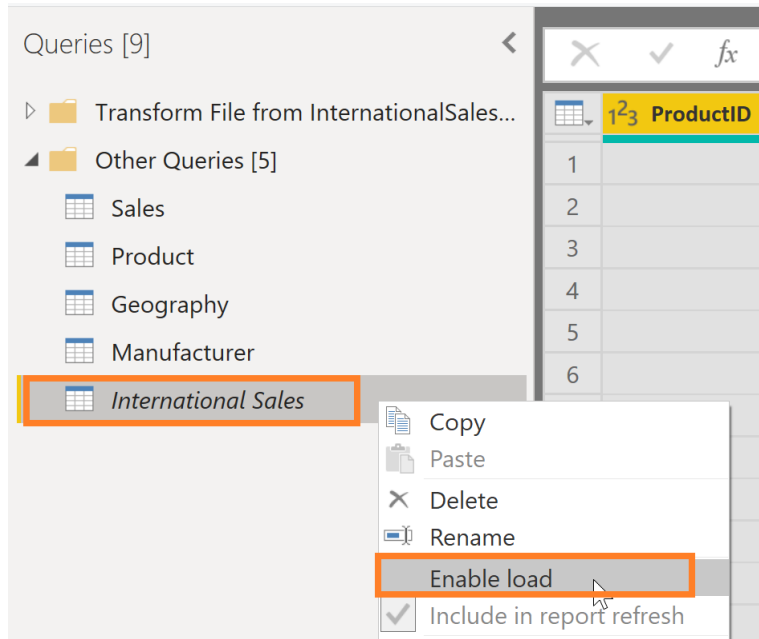 Queries [9]
fx
Transform File from InternationalSales...
1²3 ProductID
Other Queries [5]
1
Sales
2
Product
3
Geography
4
Manufacturer
5
International Sales
6
Copy
Paste
Delete
Rename
Enable load
Include in report refresh